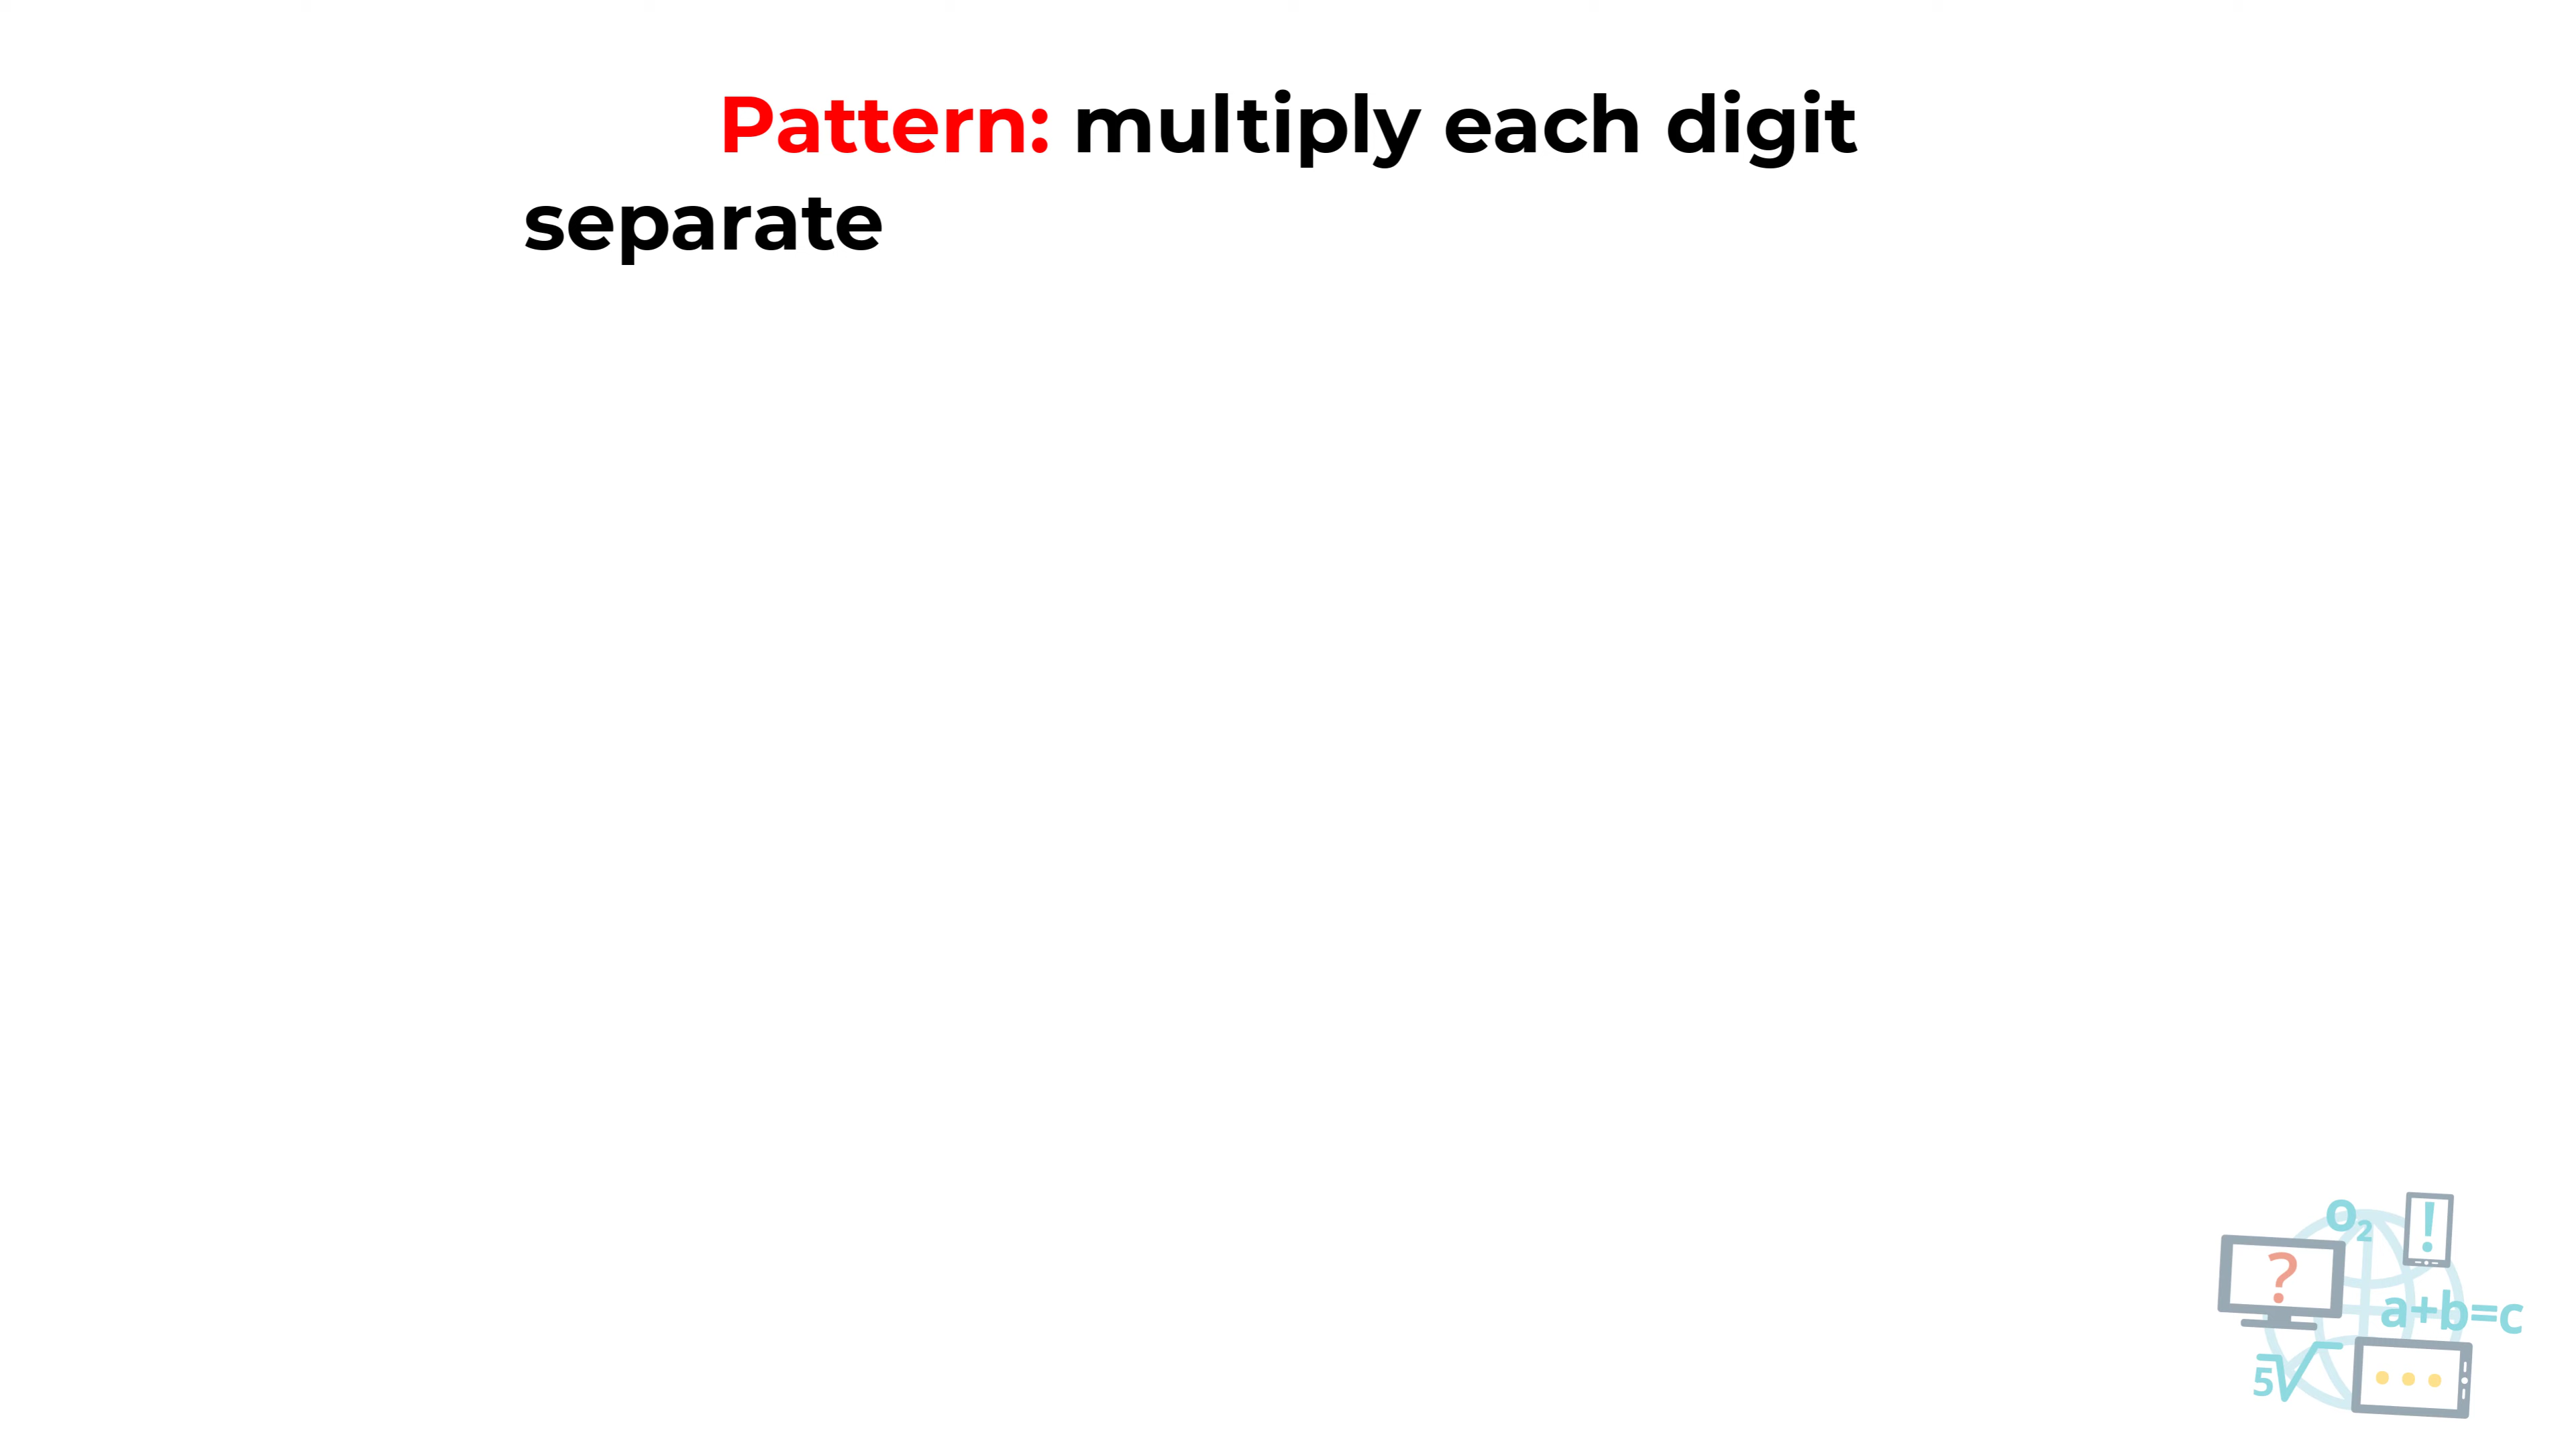 Pattern: multiply each digit
separate
O₂
!
?
a+b=c
5√